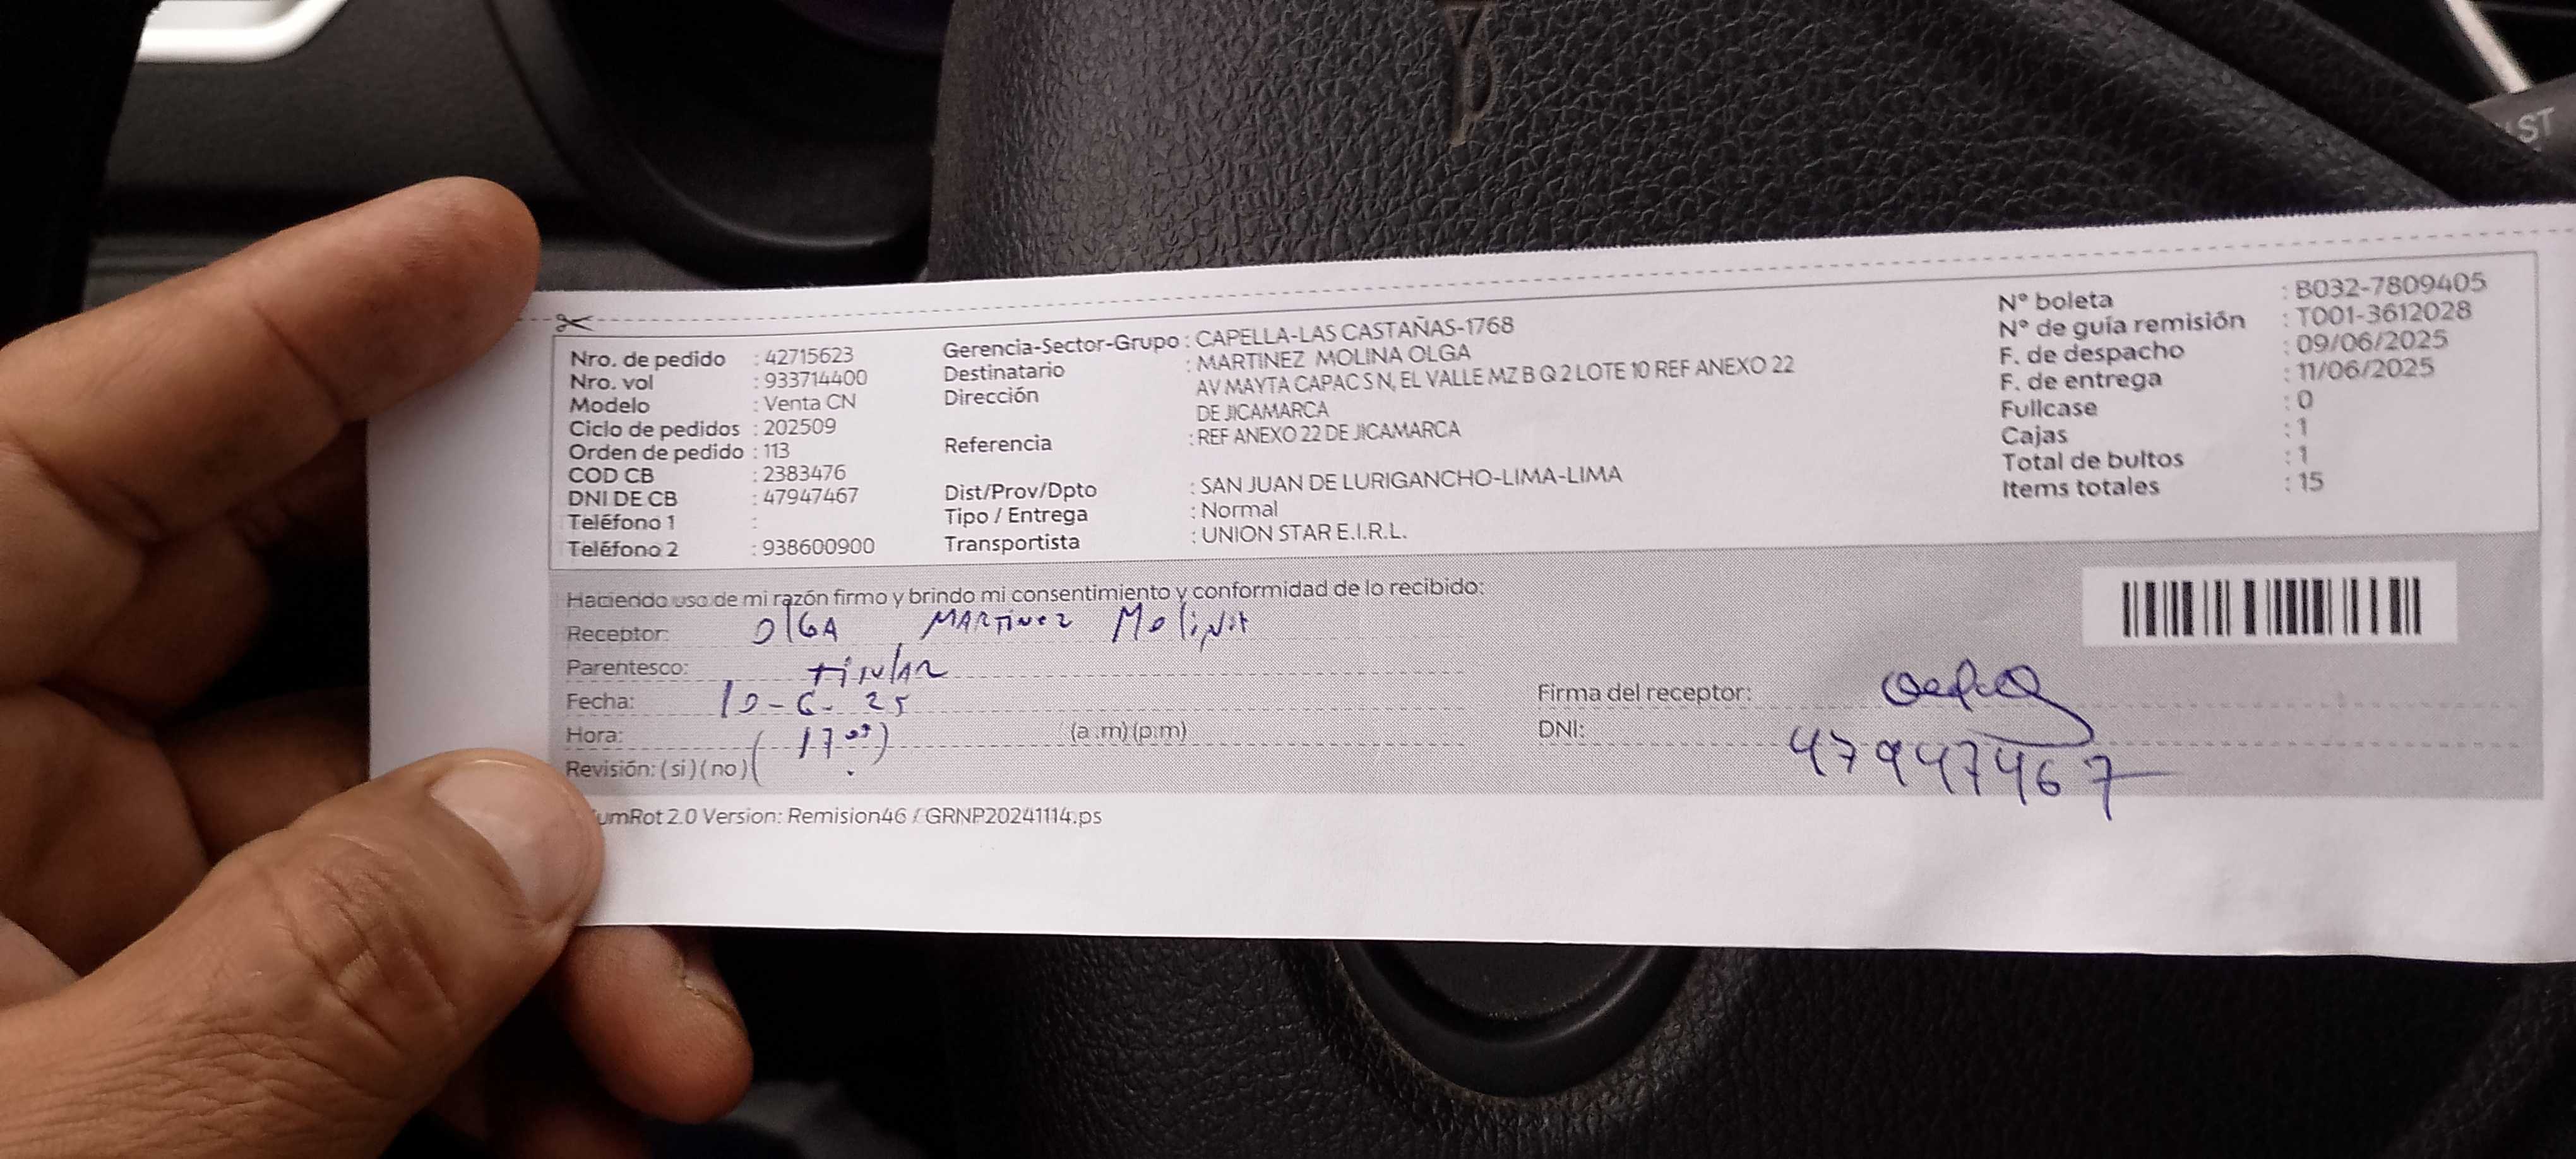 Nro. de pedido : 42715623
Nro. vol : 933714400
Modelo : Venta CN
Ciclo de pedidos : 202509
Orden de pedido : 113
COD CB : 2383476
DNI DE CB : 47947467
Teléfono 1 :
Teléfono 2 : 938600900
Gerencia-Sector-Grupo : CAPELLA-LAS CASTAÑAS-1768
Destinatario : MARTINEZ MOLINA OLGA
Dirección AV MAYTA CAPAC S N, EL VALLE MZ B Q 2 LOTE 10 REF ANEXO 22
DE JICAMARCA
Referencia : REF ANEXO 22 DE JICAMARCA
Dist/Prov/Dpto : SAN JUAN DE LURIGANCHO-LIMA-LIMA
Tipo / Entrega : Normal
Transportista : UNION STAR E.I.R.L.
N° boleta : B032-7809405
N° de guía remisión : T001-3612028
F. de despacho : 09/06/2025
F. de entrega : 11/06/2025
Fullcase : 0
Cajas : 1
Total de bultos : 1
Items totales : 15
Haciendo uso de mi razón firmo y brindo mi consentimiento y conformidad de lo recibido:
Receptor: OlGA MARTinez MolinA
Parentesco: titulAR
Fecha: 10-6-25
Hora: (17 00) (a.m)(p.m)
Revisión: (si)(no)
Firma del receptor:
DNI: 47947467
umRot 2.0 Version: Remision46 / GRNP20241114.ps
ST